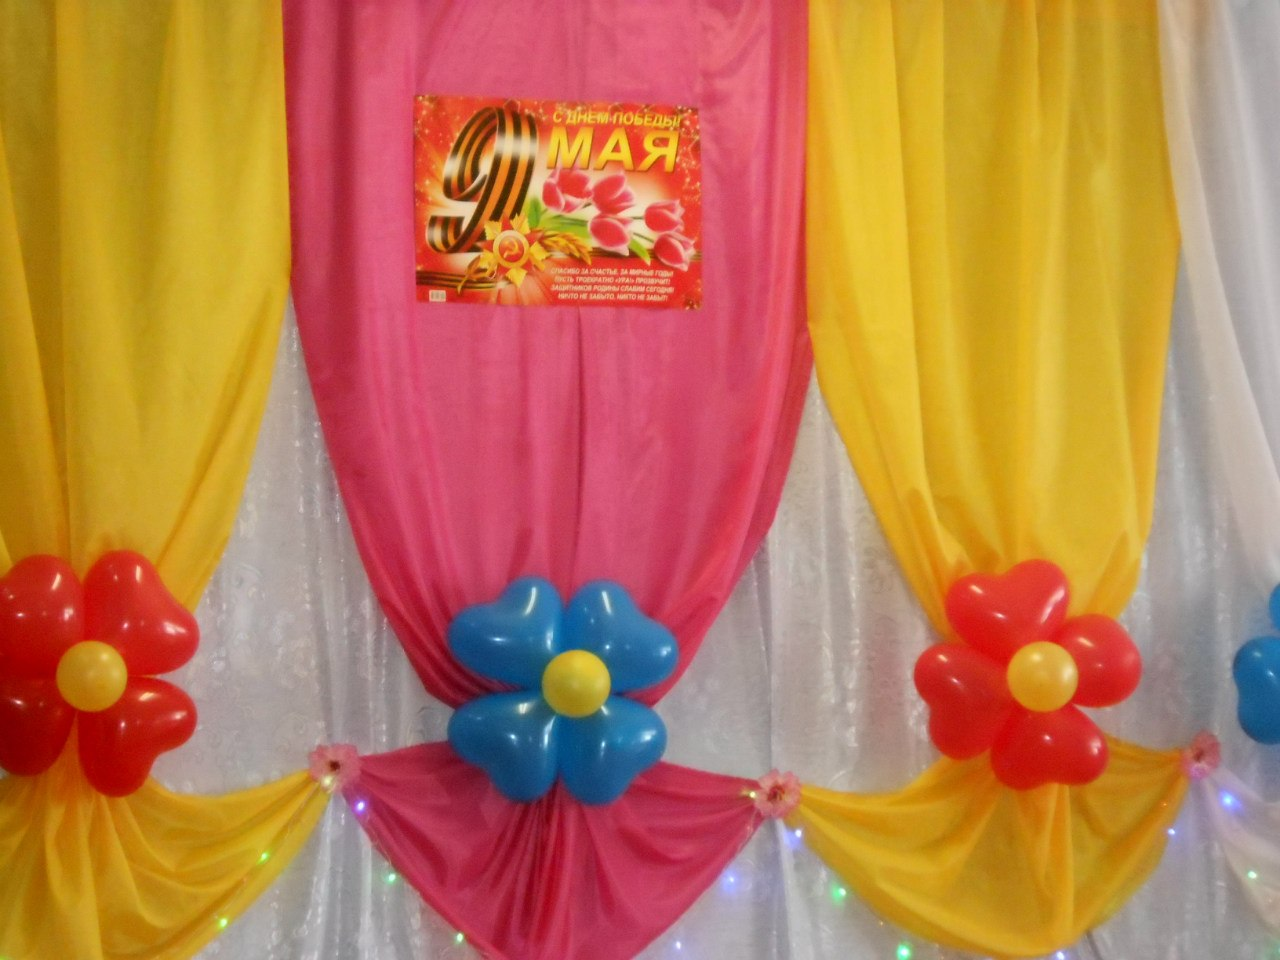 С ДНЕМ ПОБЕДЫ!
9 МАЯ
СПАСИБО ЗА СЧАСТЬЕ, ЗА МИРНЫЕ ГОДЫ!
ПУСТЬ ТРОЕКРАТНО «УРА!» ПРОЗВУЧИТ!
ЗАЩИТНИКОВ РОДИНЫ СЛАВИМ СЕГОДНЯ!
НИЧТО НЕ ЗАБЫТО, НИКТО НЕ ЗАБЫТ!